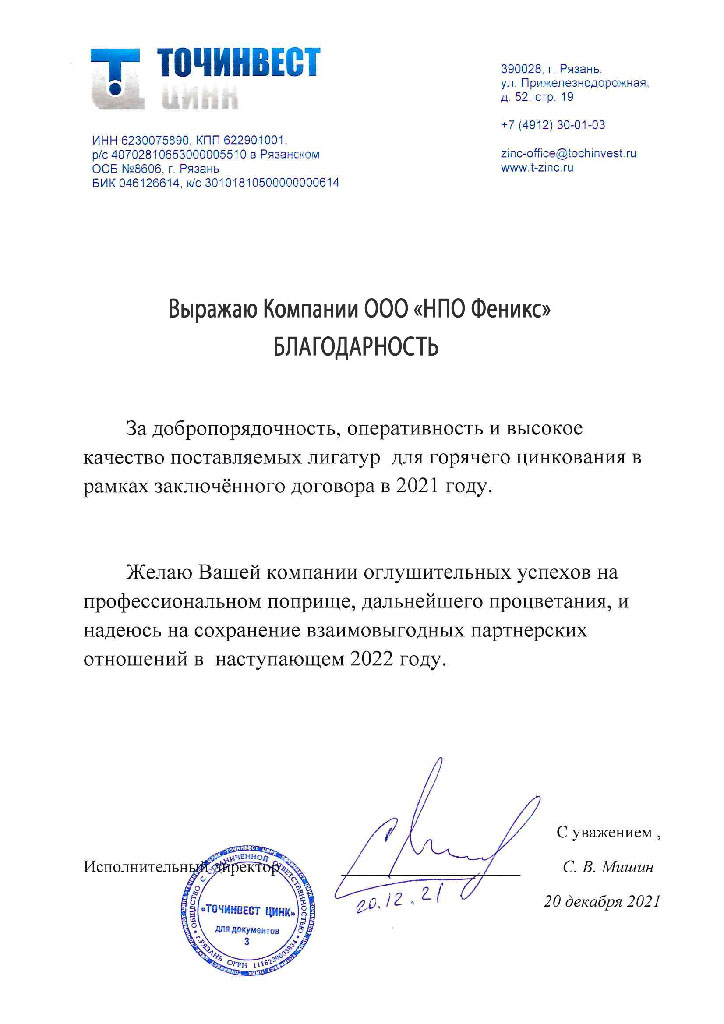 ТОЧИНВЕСТ
ЦИНК
390028, г. Рязань,
ул. Прижелезнодорожная,
д. 52, стр. 19
+7 (4912) 30-01-03
zinc-office@tochinvest.ru
www.t-zinc.ru
ИНН 6230075890, КПП 622901001,
р/с 40702810653000005510 в Рязанском
ОСБ №8606, г. Рязань
БИК 046126614, к/с 30101810500000000614
Выражаю Компании ООО «НПО Феникс»
БЛАГОДАРНОСТЬ
За добропорядочность, оперативность и высокое
качество поставляемых лигатур для горячего цинкования в
рамках заключённого договора в 2021 году.
Желаю Вашей компании оглушительных успехов на
профессиональном поприще, дальнейшего процветания, и
надеюсь на сохранение взаимовыгодных партнерских
отношений в наступающем 2022 году.
С уважением ,
Исполнительный директор
С. В. Мишин
20.12.21
20 декабря 2021
ОБЩЕСТВО С ОГРАНИЧЕННОЙ ОТВЕТСТВЕННОСТЬЮ
«ТОЧИНВЕСТ ЦИНК»
для документов
3
г.РЯЗАНЬ ОГРН